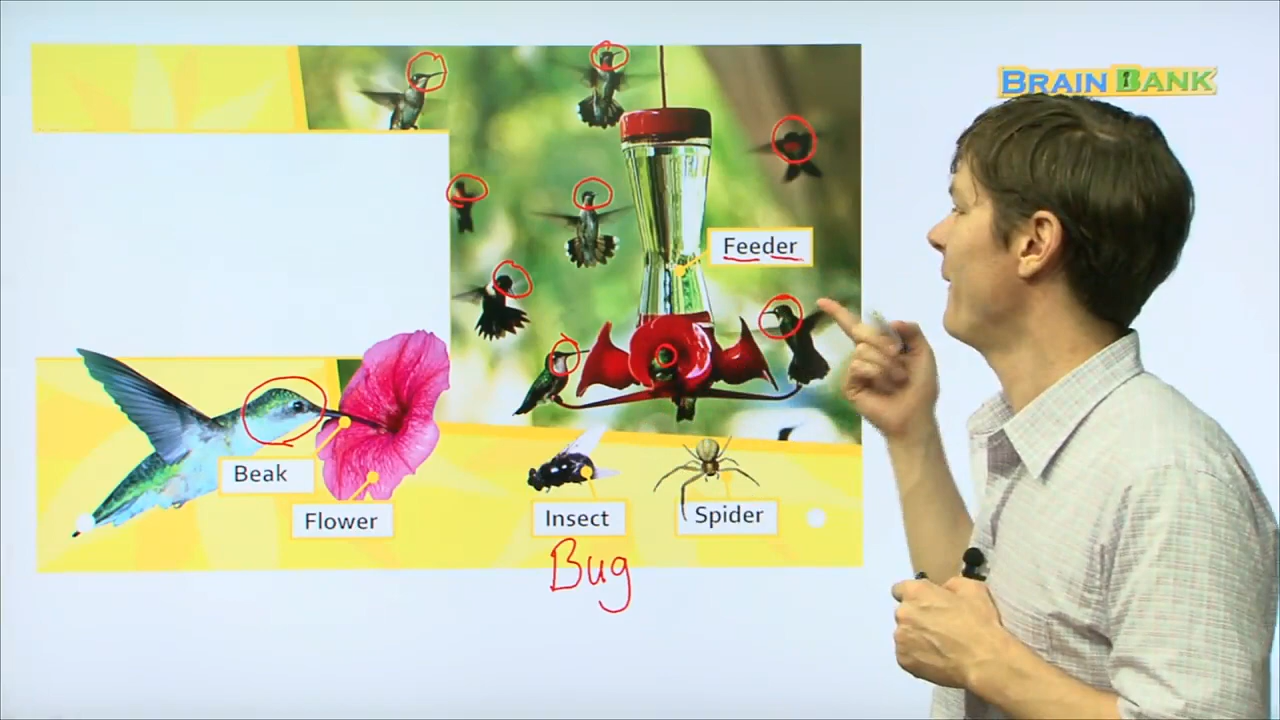 BRAIN BANK
Feeder
Beak
Flower
Insect
Spider
Bug